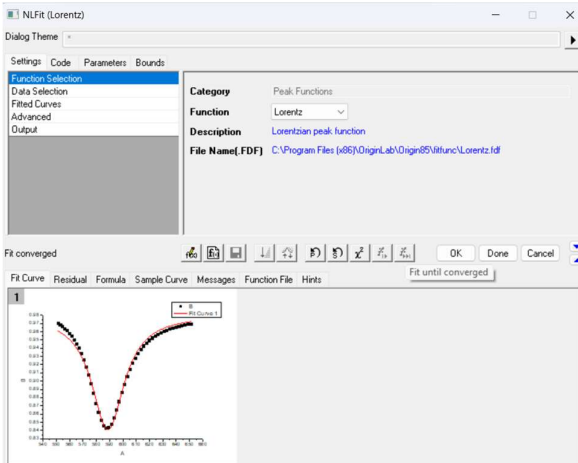 NLFit (Lorentz)
Dialog Theme *
Settings Code Parameters Bounds
Function Selection
Data Selection
Fitted Curves
Advanced
Output
Category Peak Functions
Function Lorentz
Description Lorentzian peak function
File Name(.FDF) C:\Program Files (x86)\OriginLab\Origin85\fitfunc\Lorentz.fdf
Fit converged
OK Done Cancel
Fit until converged
Fit Curve Residual Formula Sample Curve Messages Function File Hints
1
B
Fit Curve 1
A